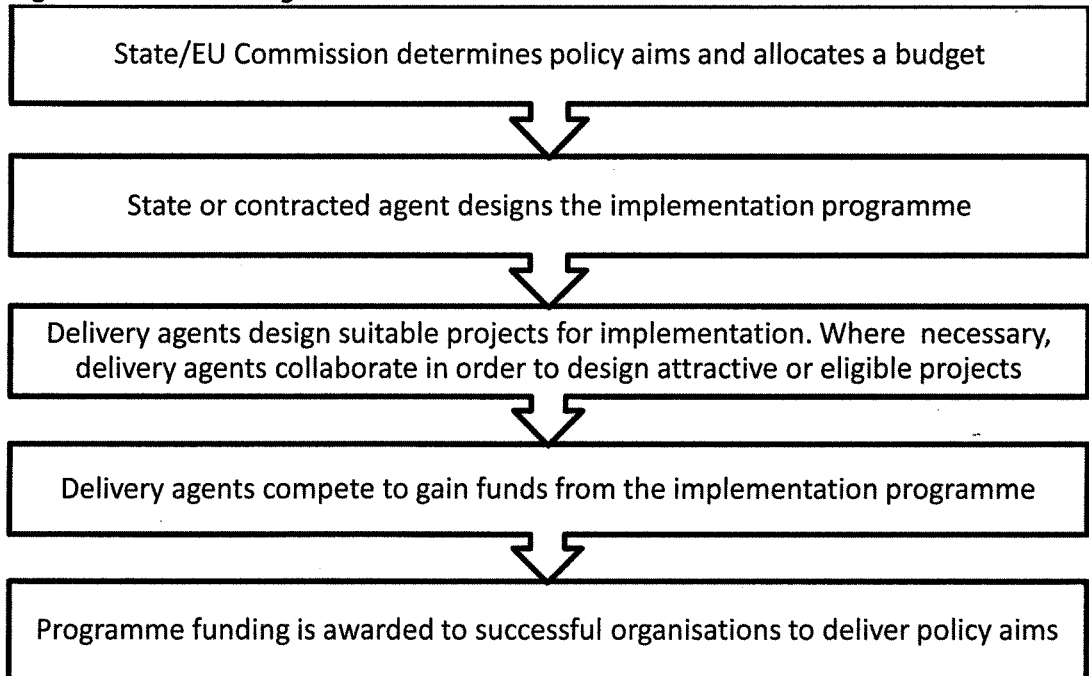 State/EU Commission determines policy aims and allocates a budget
State or contracted agent designs the implementation programme
Delivery agents design suitable projects for implementation. Where necessary,
delivery agents collaborate in order to design attractive or eligible projects
Delivery agents compete to gain funds from the implementation programme
Programme funding is awarded to successful organisations to deliver policy aims